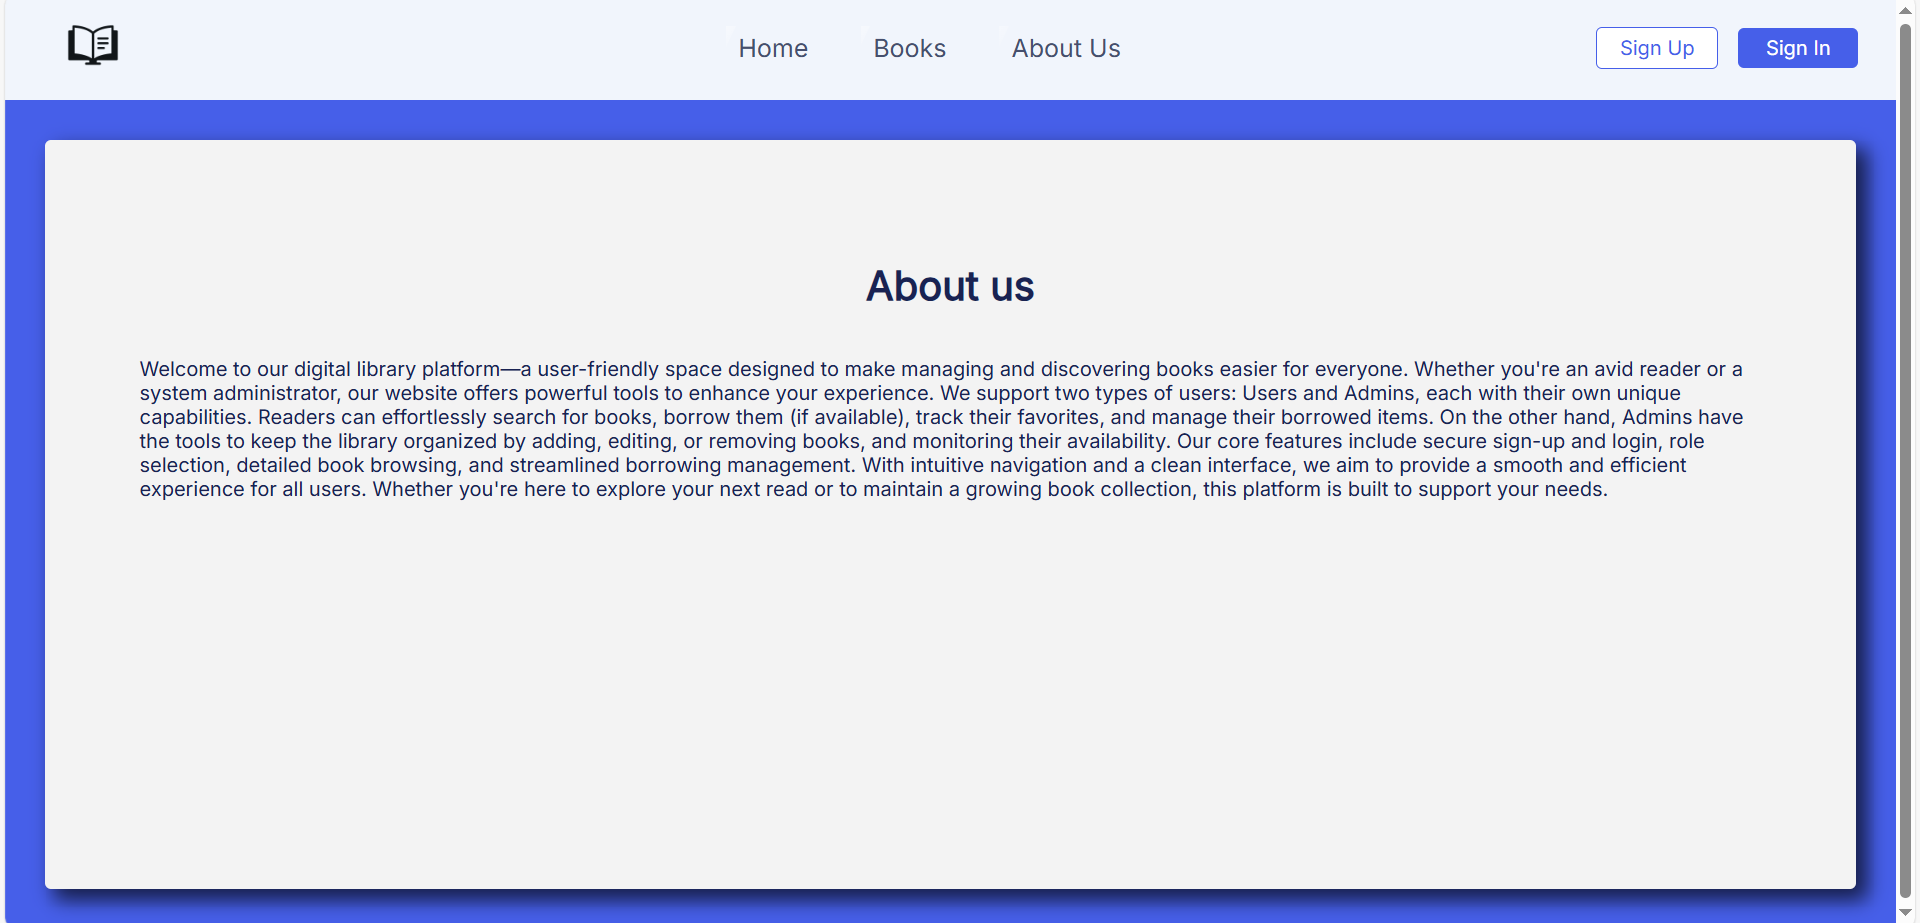 Home Books About Us Sign Up Sign In
About us
Welcome to our digital library platform—a user-friendly space designed to make managing and discovering books easier for everyone. Whether you're an avid reader or a
system administrator, our website offers powerful tools to enhance your experience. We support two types of users: Users and Admins, each with their own unique
capabilities. Readers can effortlessly search for books, borrow them (if available), track their favorites, and manage their borrowed items. On the other hand, Admins have
the tools to keep the library organized by adding, editing, or removing books, and monitoring their availability. Our core features include secure sign-up and login, role
selection, detailed book browsing, and streamlined borrowing management. With intuitive navigation and a clean interface, we aim to provide a smooth and efficient
experience for all users. Whether you're here to explore your next read or to maintain a growing book collection, this platform is built to support your needs.